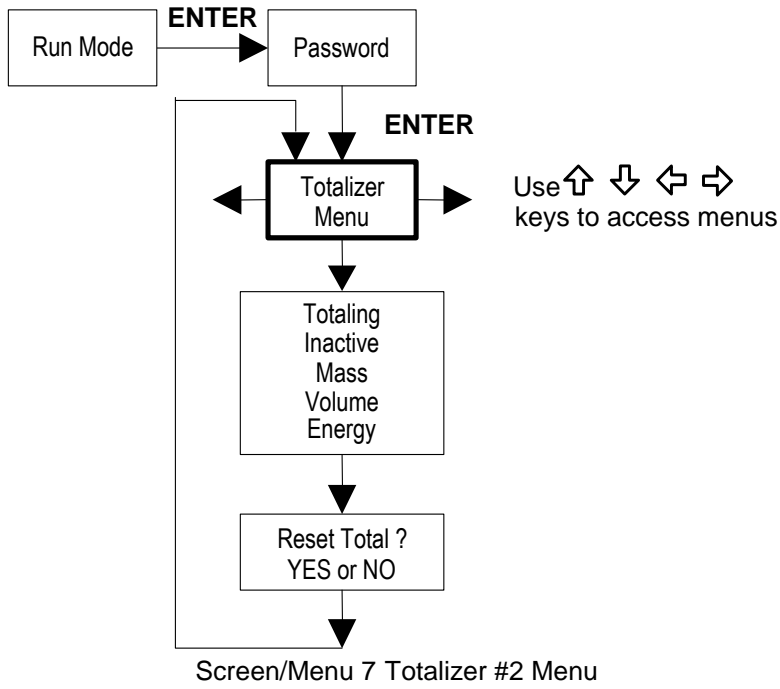 ENTER
Run Mode
Password
ENTER
Totalizer
Menu
Use
keys to access menus
Totaling
Inactive
Mass
Volume
Energy
Reset Total ?
YES or NO
Screen/Menu 7 Totalizer #2 Menu